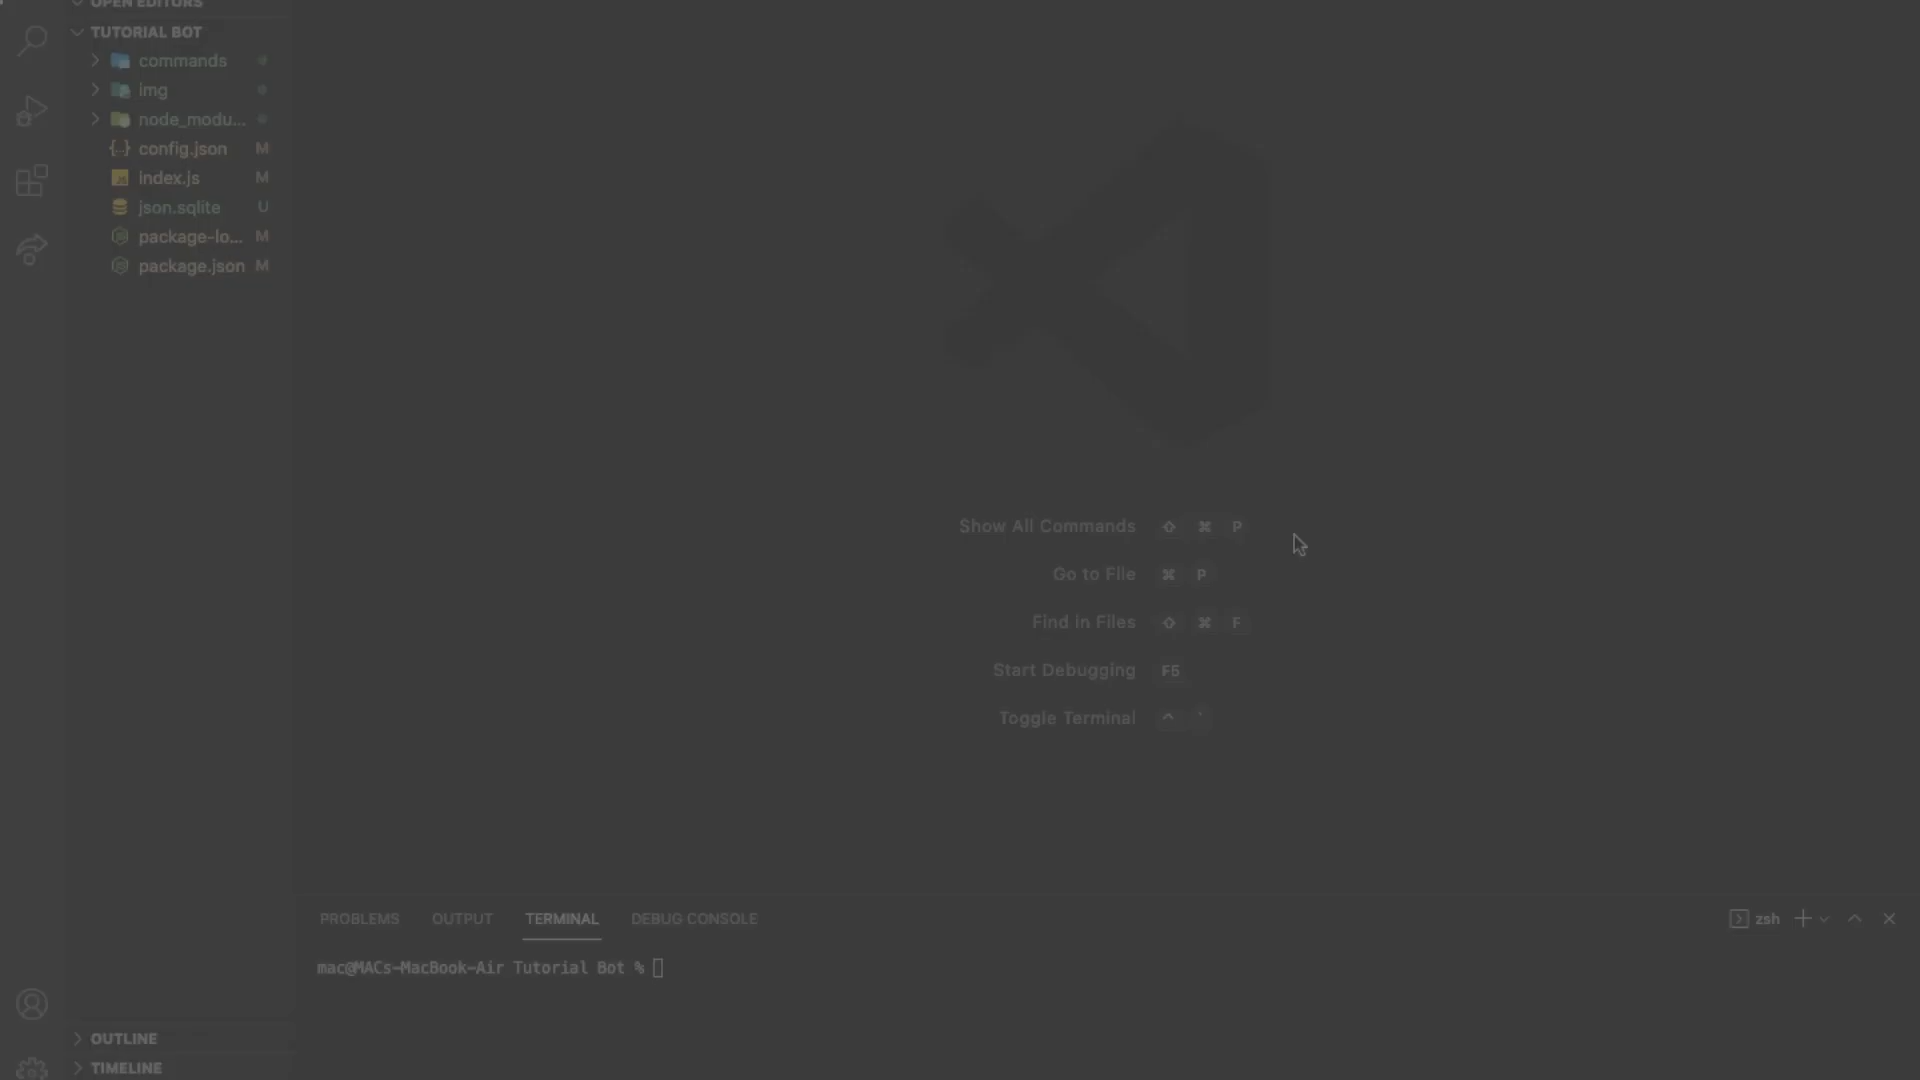 OPEN EDITORS
TUTORIAL BOT
commands
img
node_modu...
{..} config.json M
index.js M
json.sqlite U
package-lo... M
package.json M
Show All Commands ⇧ ⌘ P
Go to File ⌘ P
Find in Files ⇧ ⌘ F
Start Debugging F5
Toggle Terminal ^ `
PROBLEMS OUTPUT TERMINAL DEBUG CONSOLE zsh
mac@MACs-MacBook-Air Tutorial Bot %
OUTLINE
TIMELINE